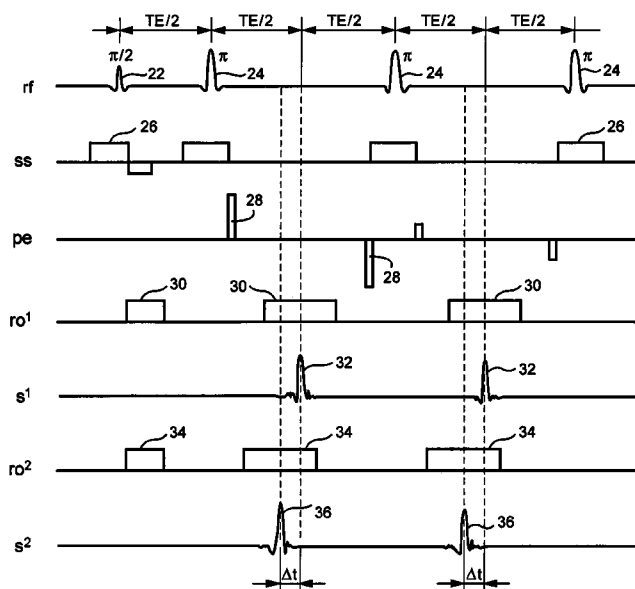 TE/2 TE/2 TE/2 TE/2 TE/2
π/2 π π π
rf 22 24 24 24
ss 26 26
pe 28 28
ro¹ 30 30 30
s¹ 32 32
ro² 34 34 34
s² 36 36
Δt Δt